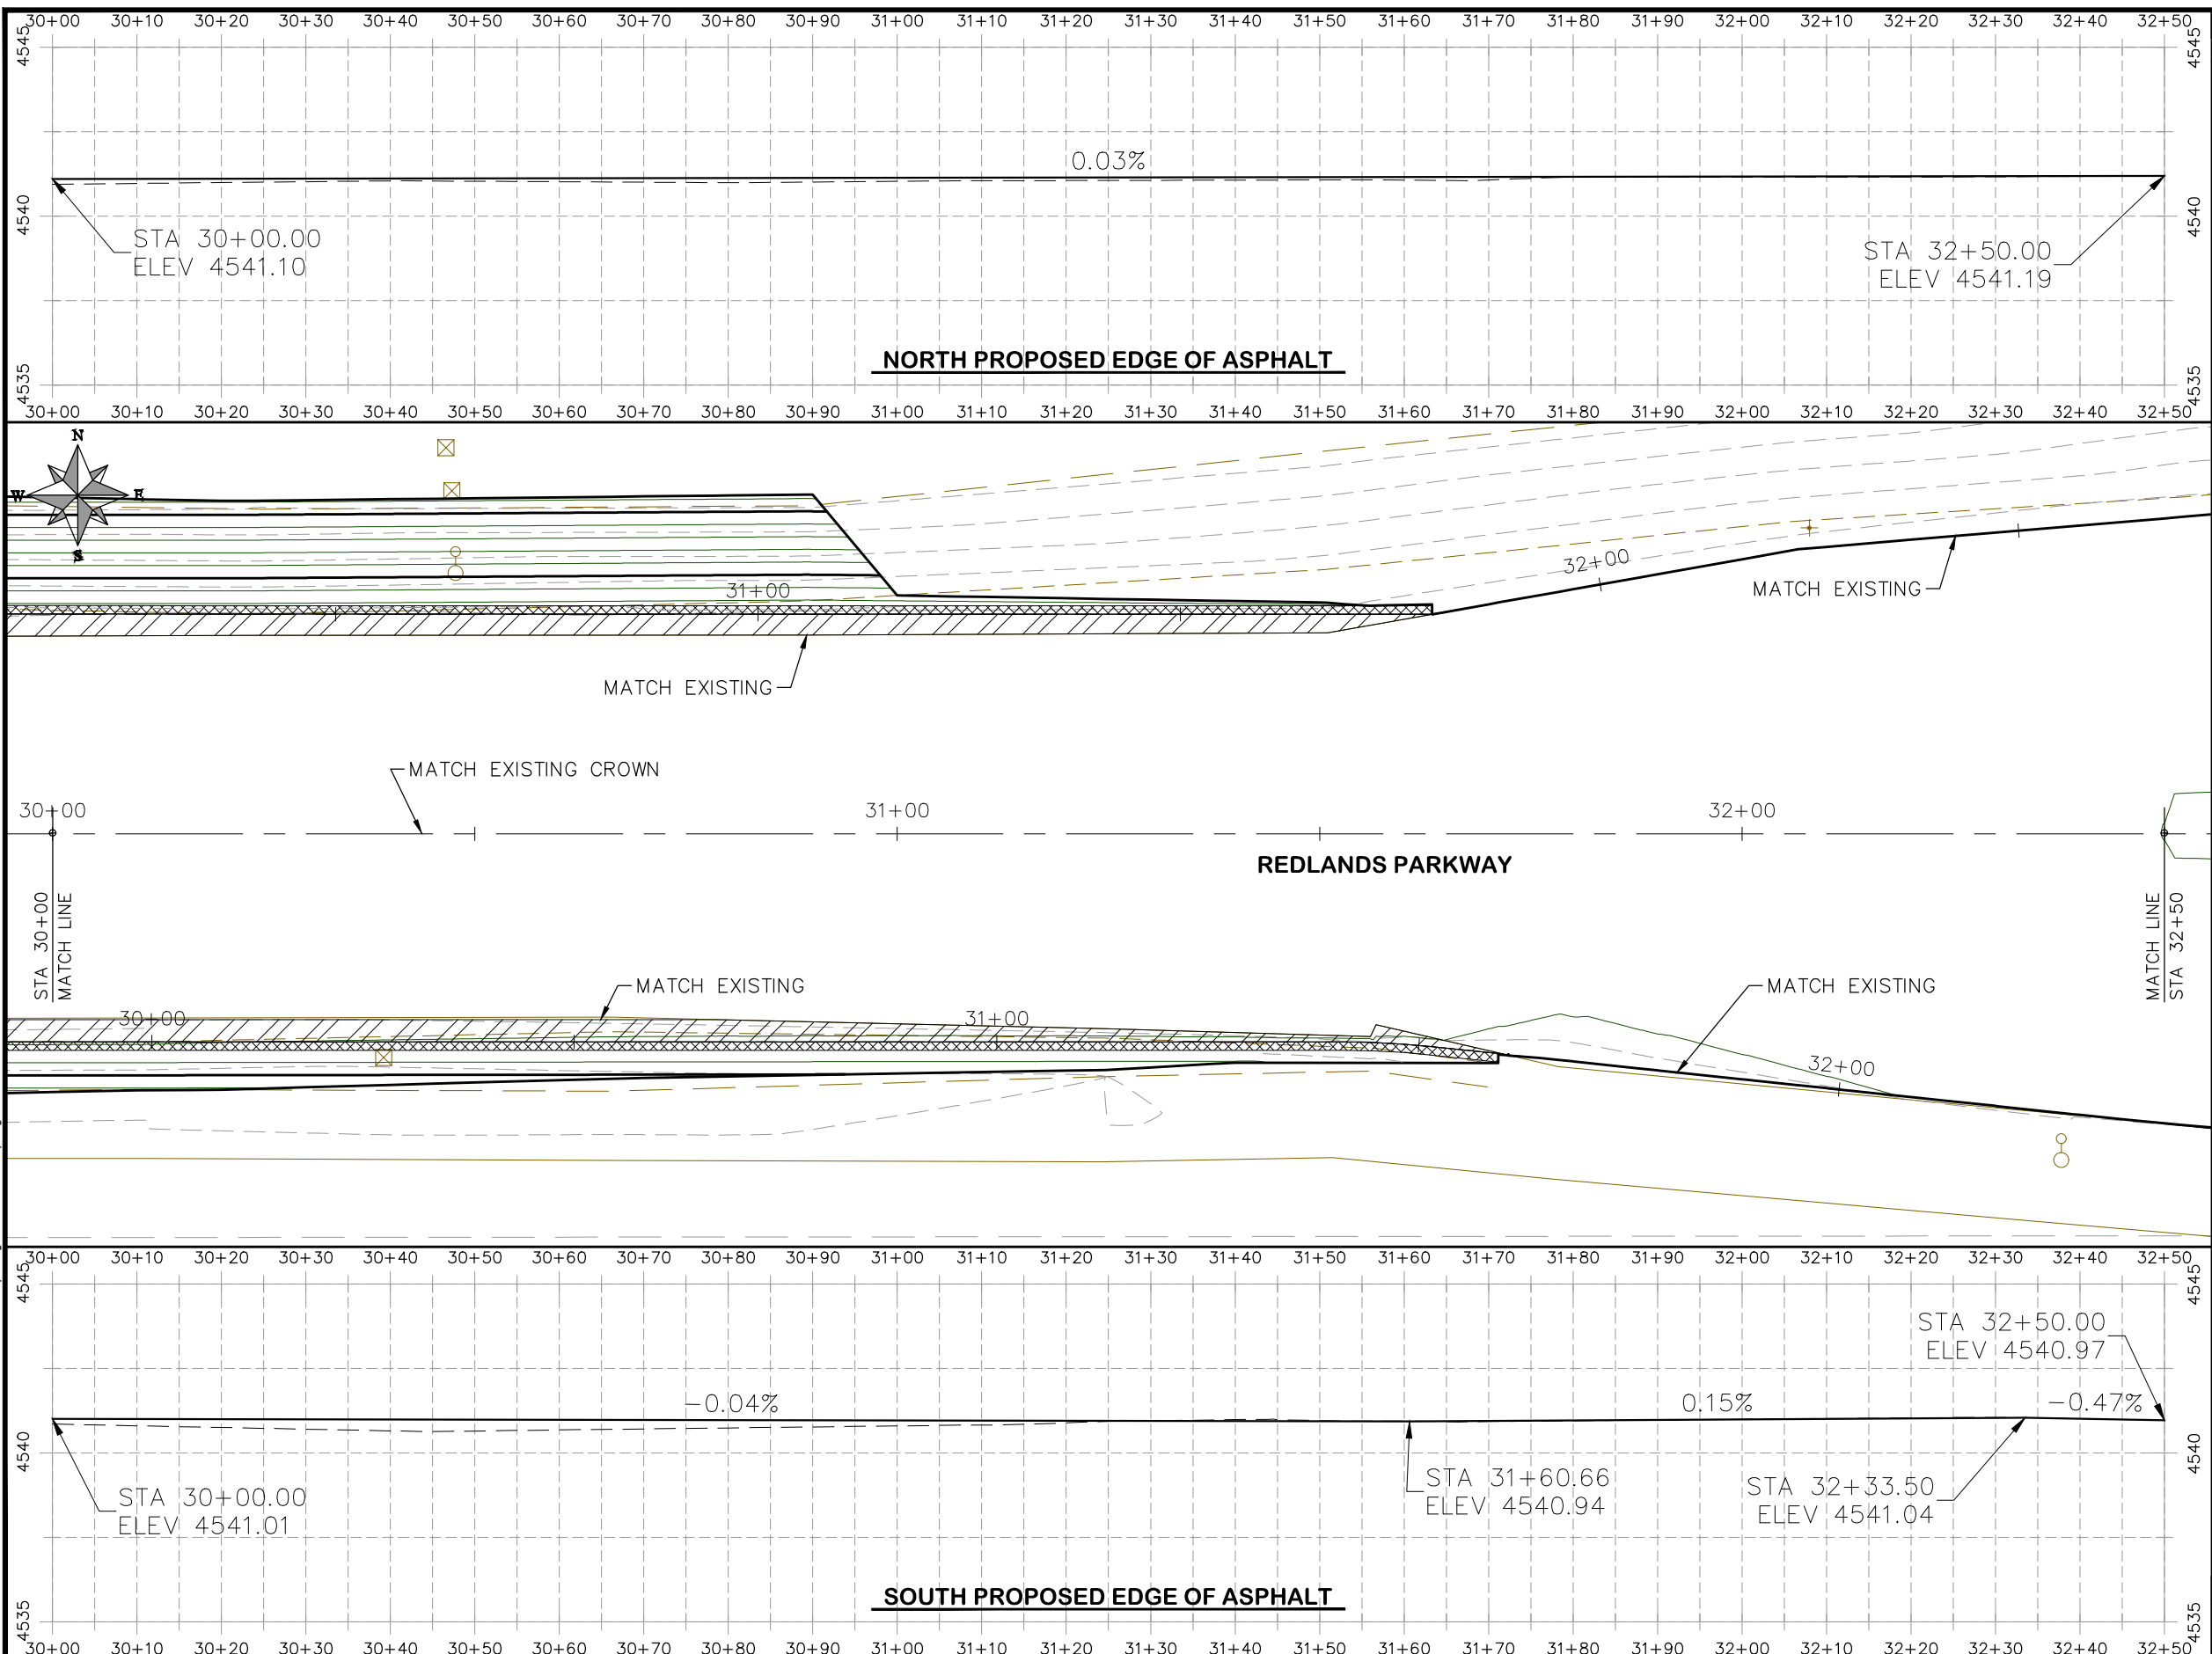 30+00 30+10 30+20 30+30 30+40 30+50 30+60 30+70 30+80 30+90 31+00 31+10 31+20 31+30 31+40 31+50 31+60 31+70 31+80 31+90 32+00 32+10 32+20 32+30 32+40 32+50
4545 4545
0.03%
4540 4540
STA 30+00.00
ELEV 4541.10
STA 32+50.00
ELEV 4541.19
NORTH PROPOSED EDGE OF ASPHALT
4535 4535
30+00 30+10 30+20 30+30 30+40 30+50 30+60 30+70 30+80 30+90 31+00 31+10 31+20 31+30 31+40 31+50 31+60 31+70 31+80 31+90 32+00 32+10 32+20 32+30 32+40 32+50
N
W E
S
31+00
32+00
MATCH EXISTING
MATCH EXISTING
MATCH EXISTING CROWN
30+00 31+00 32+00
REDLANDS PARKWAY
STA 30+00
MATCH LINE
MATCH LINE
STA 32+50
MATCH EXISTING
MATCH EXISTING
30+00 31+00
32+00
30+00 30+10 30+20 30+30 30+40 30+50 30+60 30+70 30+80 30+90 31+00 31+10 31+20 31+30 31+40 31+50 31+60 31+70 31+80 31+90 32+00 32+10 32+20 32+30 32+40 32+50
4545 4545
STA 32+50.00
ELEV 4540.97
-0.04%
0.15%
-0.47%
4540 4540
STA 30+00.00
ELEV 4541.01
STA 31+60.66
ELEV 4540.94
STA 32+33.50
ELEV 4541.04
SOUTH PROPOSED EDGE OF ASPHALT
4535 4535
30+00 30+10 30+20 30+30 30+40 30+50 30+60 30+70 30+80 30+90 31+00 31+10 31+20 31+30 31+40 31+50 31+60 31+70 31+80 31+90 32+00 32+10 32+20 32+30 32+40 32+50